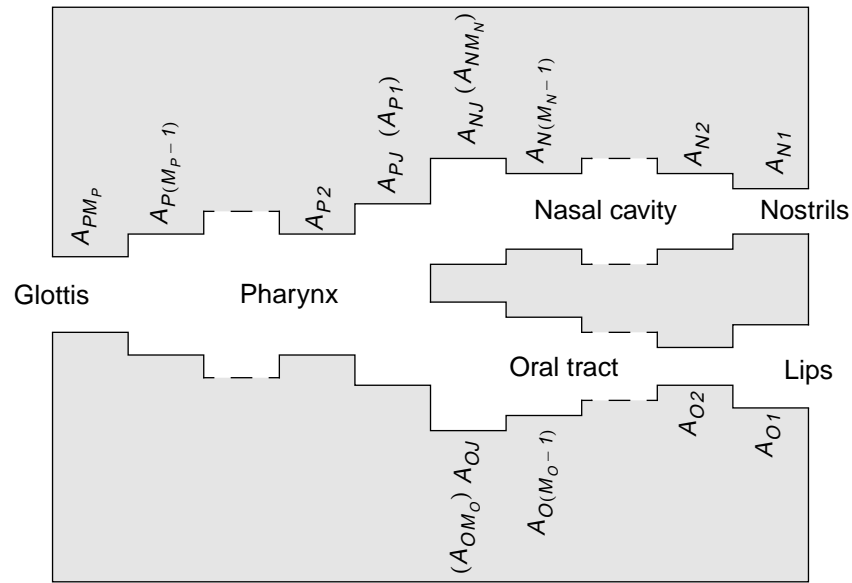 A_{PM_P}
A_{P(M_P-1)}
A_{P2}
A_{PJ} (A_{P1})
A_{NJ} (A_{NM_N})
A_{N(M_N-1)}
A_{N2}
A_{N1}
Nasal cavity
Nostrils
Glottis
Pharynx
Oral tract
Lips
(A_{OM_O}) A_{OJ}
A_{O(M_O-1)}
A_{O2}
A_{O1}